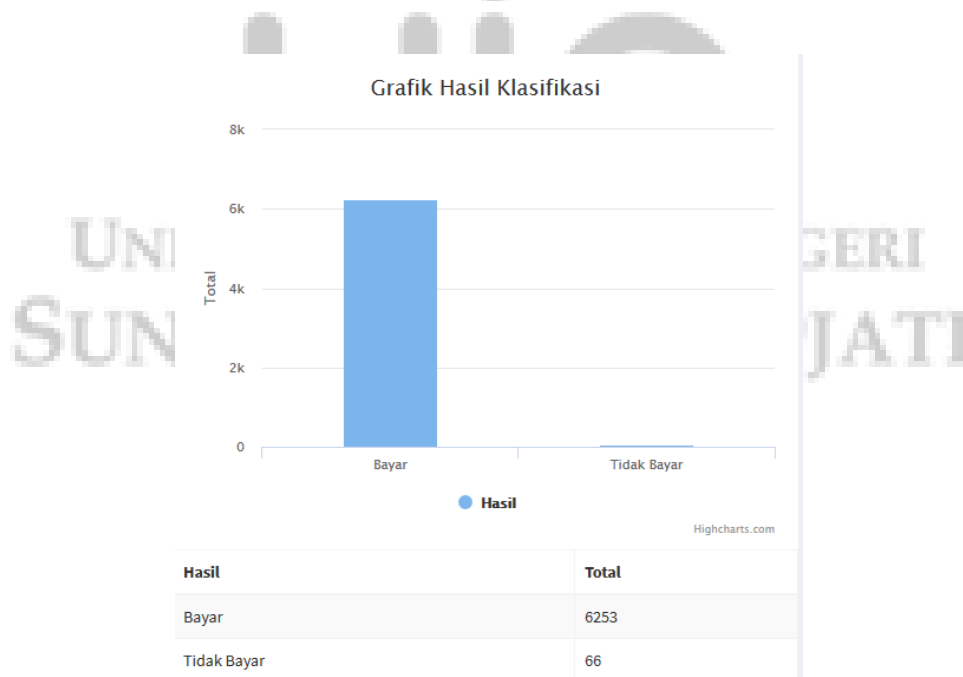 Grafik Hasil Klasifikasi
8k
6k
4k
2k
0
Total
Bayar Tidak Bayar
Hasil
Highcharts.com
Hasil Total
Bayar 6253
Tidak Bayar 66